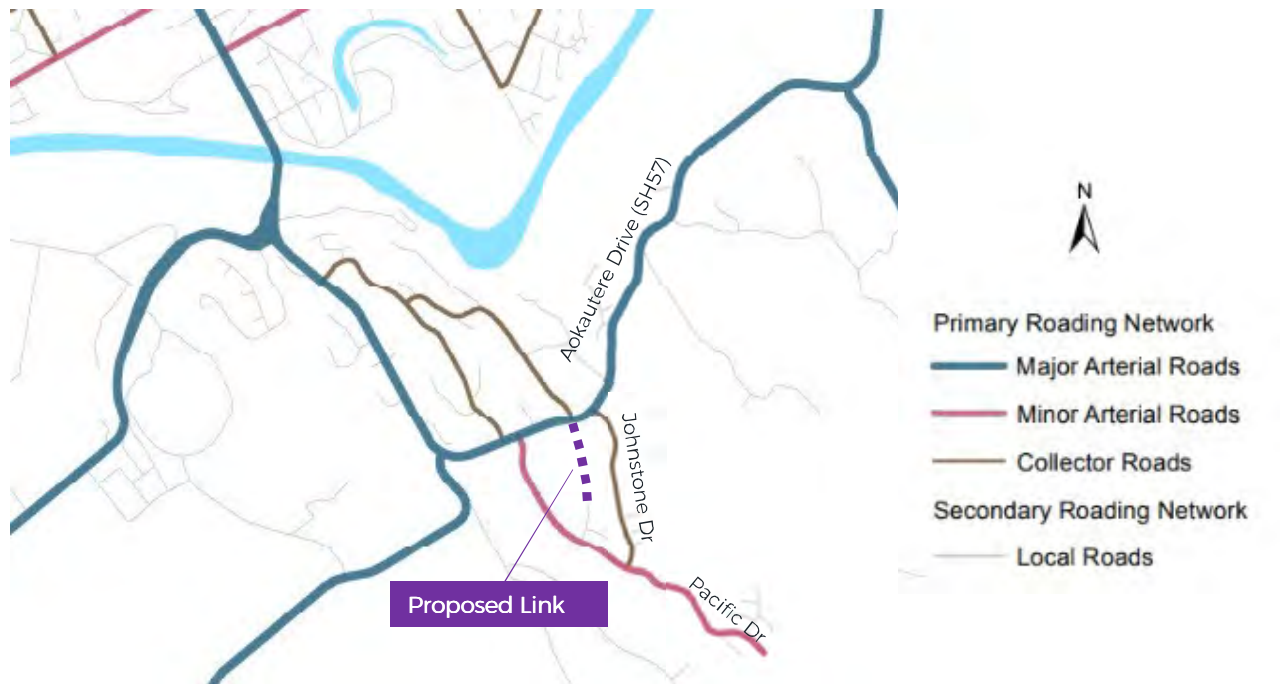 Aokautere Drive (SH57)
Johnstone Dr
Pacific Dr
Proposed Link
N
Primary Roading Network
Major Arterial Roads
Minor Arterial Roads
Collector Roads
Secondary Roading Network
Local Roads